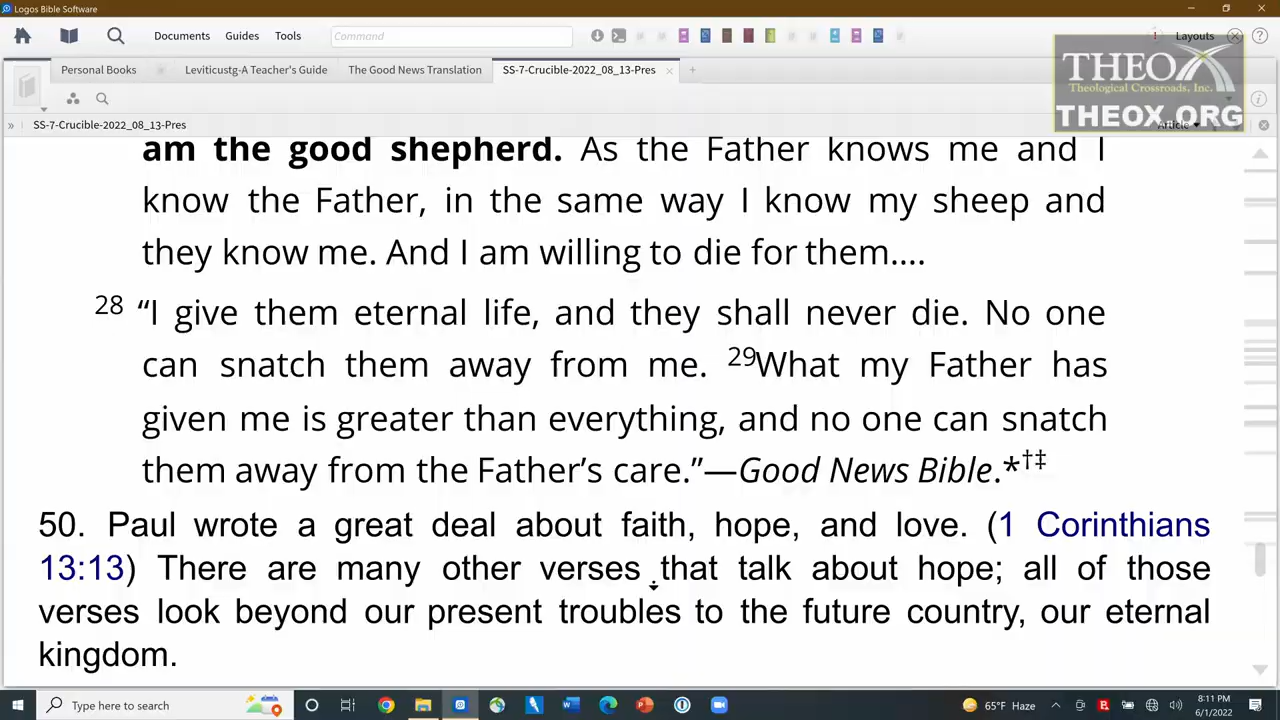 Logos Bible Software
Documents Guides Tools Command Layouts
THEOX
Theological Crossroads, Inc.
THEOX.ORG
Personal Books Leviticustg-A Teacher's Guide The Good News Translation SS-7-Crucible-2022_08_13-Pres
SS-7-Crucible-2022_08_13-Pres Article
am the good shepherd. As the Father knows me and I
know the Father, in the same way I know my sheep and
they know me. And I am willing to die for them....
28 “I give them eternal life, and they shall never die. No one
can snatch them away from me. 29What my Father has
given me is greater than everything, and no one can snatch
them away from the Father’s care.”—Good News Bible.*†‡
50. Paul wrote a great deal about faith, hope, and love. (1 Corinthians
13:13) There are many other verses that talk about hope; all of those
verses look beyond our present troubles to the future country, our eternal
kingdom.
Type here to search 65°F Haze 8:11 PM
6/1/2022